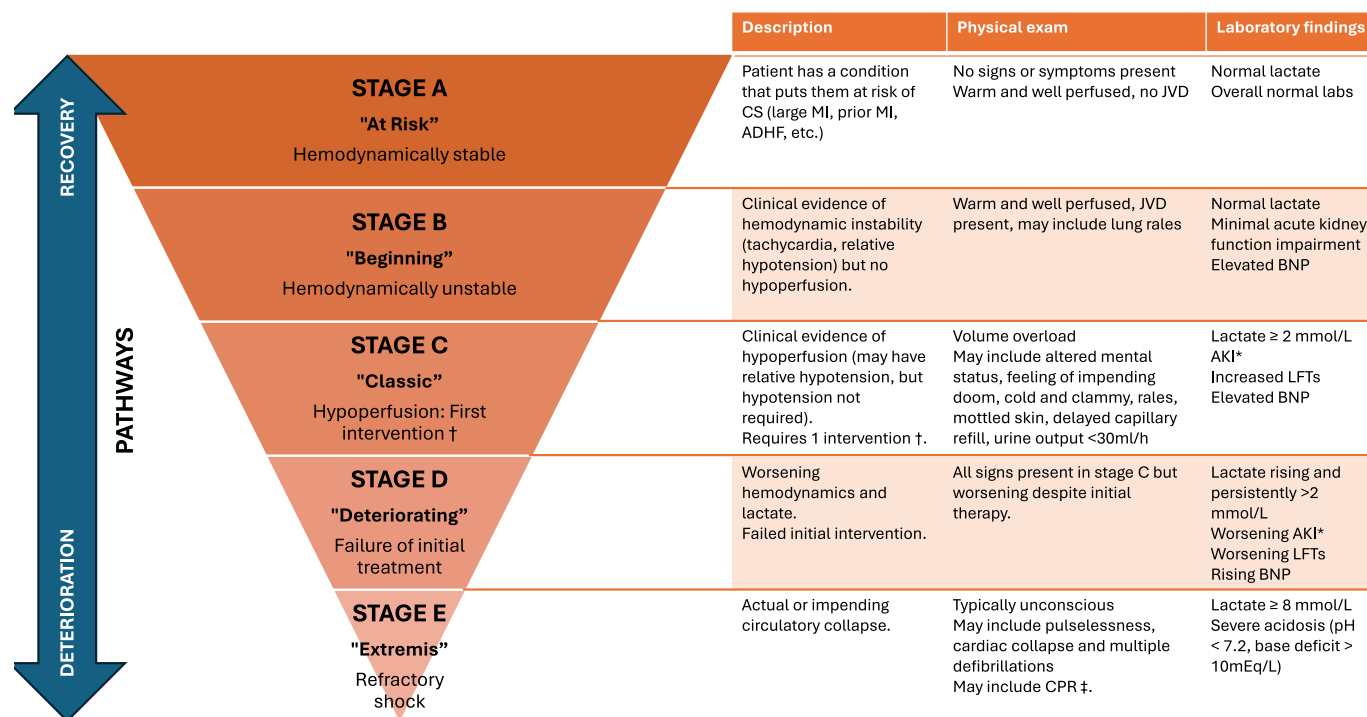 Description
Physical exam
Laboratory findings
RECOVERY
PATHWAYS
DETERIORATION
STAGE A
"At Risk”
Hemodynamically stable
Patient has a condition
that puts them at risk of
CS (large MI, prior MI,
ADHF, etc.)
No signs or symptoms present
Warm and well perfused, no JVD
Normal lactate
Overall normal labs
STAGE B
"Beginning”
Hemodynamically unstable
Clinical evidence of
hemodynamic instability
(tachycardia, relative
hypotension) but no
hypoperfusion.
Warm and well perfused, JVD
present, may include lung rales
Normal lactate
Minimal acute kidney
function impairment
Elevated BNP
STAGE C
"Classic”
Hypoperfusion: First
intervention †
Clinical evidence of
hypoperfusion (may have
relative hypotension, but
hypotension not
required).
Requires 1 intervention †.
Volume overload
May include altered mental
status, feeling of impending
doom, cold and clammy, rales,
mottled skin, delayed capillary
refill, urine output <30ml/h
Lactate ≥ 2 mmol/L
AKI*
Increased LFTs
Elevated BNP
STAGE D
"Deteriorating”
Failure of initial
treatment
Worsening
hemodynamics and
lactate.
Failed initial intervention.
All signs present in stage C but
worsening despite initial
therapy.
Lactate rising and
persistently >2
mmol/L
Worsening AKI*
Worsening LFTs
Rising BNP
STAGE E
"Extremis”
Refractory
shock
Actual or impending
circulatory collapse.
Typically unconscious
May include pulselessness,
cardiac collapse and multiple
defibrillations
May include CPR ‡.
Lactate ≥ 8 mmol/L
Severe acidosis (pH
< 7.2, base deficit >
10mEq/L)